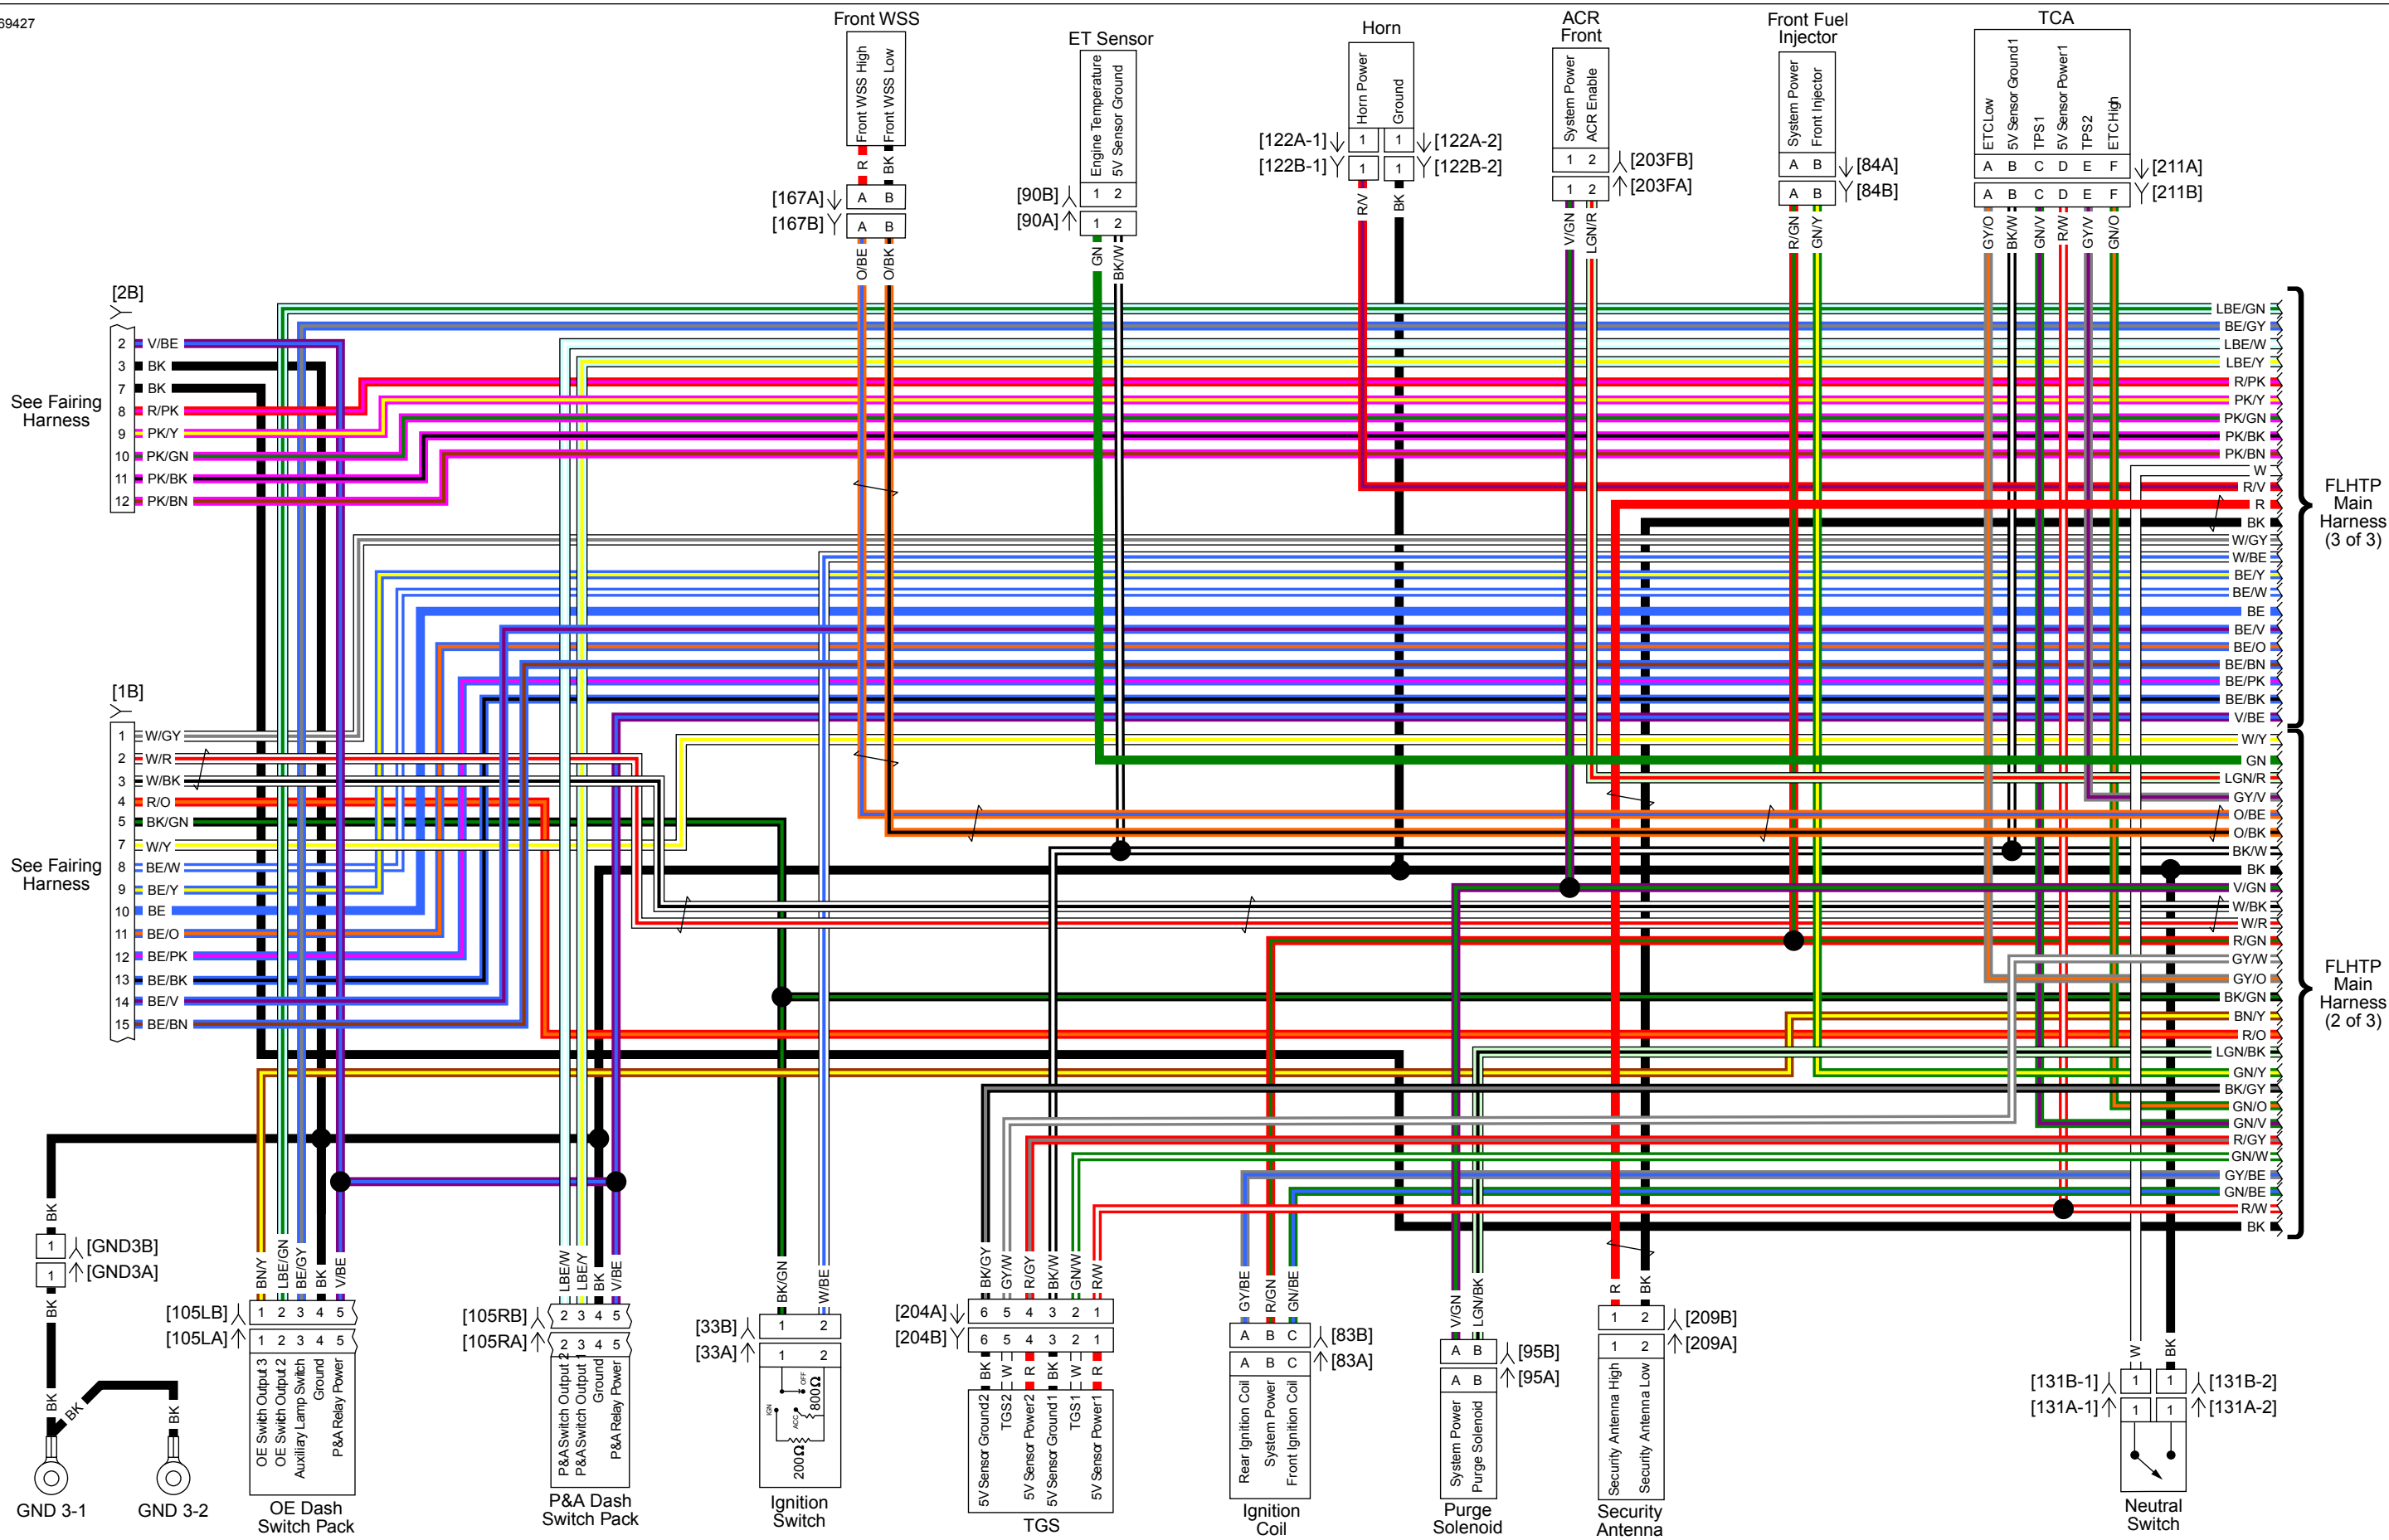 69427
Front WSS
Front WSS High
Front WSS Low
R
BK
[167A]
A B
[167B]
A B
O/BE
O/BK
ET Sensor
Engine Temperature
5V Sensor Ground
[90B]
1 2
[90A]
1 2
GN
BK/W
Horn
Horn Power
Ground
[122A-1]
1 1
[122A-2]
[122B-1]
1 1
[122B-2]
R/V
BK
ACR
Front
System Power
ACR Enable
1 2
[203FB]
1 2
[203FA]
V/GN
LGN/R
Front Fuel
Injector
System Power
Front Injector
A B
[84A]
A B
[84B]
R/GN
GN/Y
TCA
ETC Low
5V Sensor Ground1
TPS1
5V Sensor Power1
TPS2
ETC High
A B C D E F
[211A]
A B C D E F
[211B]
GY/O
BK/W
GN/V
R/W
GY/V
GN/O
[2B]
2 V/BE
3 BK
7 BK
8 R/PK
9 PK/Y
10 PK/GN
11 PK/BK
12 PK/BN
See Fairing
Harness
[1B]
1 W/GY
2 W/R
3 W/BK
4 R/O
5 BK/GN
7 W/Y
8 BE/W
9 BE/Y
10 BE
11 BE/O
12 BE/PK
13 BE/BK
14 BE/V
15 BE/BN
See Fairing
Harness
LBE/GN
BE/GY
LBE/W
LBE/Y
R/PK
PK/Y
PK/GN
PK/BK
PK/BN
W
R/V
R
BK
W/GY
W/BE
BE/Y
BE/W
BE
BE/V
BE/O
BE/BN
BE/PK
BE/BK
V/BE
FLHTP
Main
Harness
(3 of 3)
W/Y
GN
LGN/R
GY/V
O/BE
O/BK
BK/W
BK
V/GN
W/BK
W/R
R/GN
GY/W
GY/O
BK/GN
BN/Y
R/O
LGN/BK
GN/Y
BK/GY
GN/O
GN/V
R/GY
GN/W
GY/BE
GN/BE
R/W
BK
FLHTP
Main
Harness
(2 of 3)
BK
1
[GND3B]
1
[GND3A]
BK
BK
BK
BK
GND 3-1
GND 3-2
BN/Y
LBE/GN
BE/GY
BK
V/BE
[105LB]
1 2 3 4 5
[105LA]
1 2 3 4 5
OE Switch Output 3
OE Switch Output 2
Auxiliary Lamp Switch
Ground
P&A Relay Power
OE Dash
Switch Pack
LBE/W
LBE/Y
BK
V/BE
[105RB]
2 3 4 5
[105RA]
2 3 4 5
P&A Switch Output 2
P&A Switch Output 1
Ground
P&A Relay Power
P&A Dash
Switch Pack
BK/GN
W/BE
[33B]
1 2
[33A]
1 2
IGN
OFF
ACC
800Ω
200Ω
Ignition
Switch
BK/GY
GY/W
R/GY
BK/W
GN/W
R/W
[204A]
6 5 4 3 2 1
[204B]
6 5 4 3 2 1
BK
W
R
BK
W
R
5V Sensor Ground2
TGS2
5V Sensor Power2
5V Sensor Ground1
TGS1
5V Sensor Power1
TGS
GY/BE
R/GN
GN/BE
A B C
[83B]
A B C
[83A]
Rear Ignition Coil
System Power
Front Ignition Coil
Ignition
Coil
V/GN
LGN/BK
A B
[95B]
A B
[95A]
System Power
Purge Solenoid
Purge
Solenoid
R
BK
1 2
[209B]
1 2
[209A]
Security Antenna High
Security Antenna Low
Security
Antenna
W
BK
[131B-1]
1 1
[131B-2]
[131A-1]
1 1
[131A-2]
Neutral
Switch